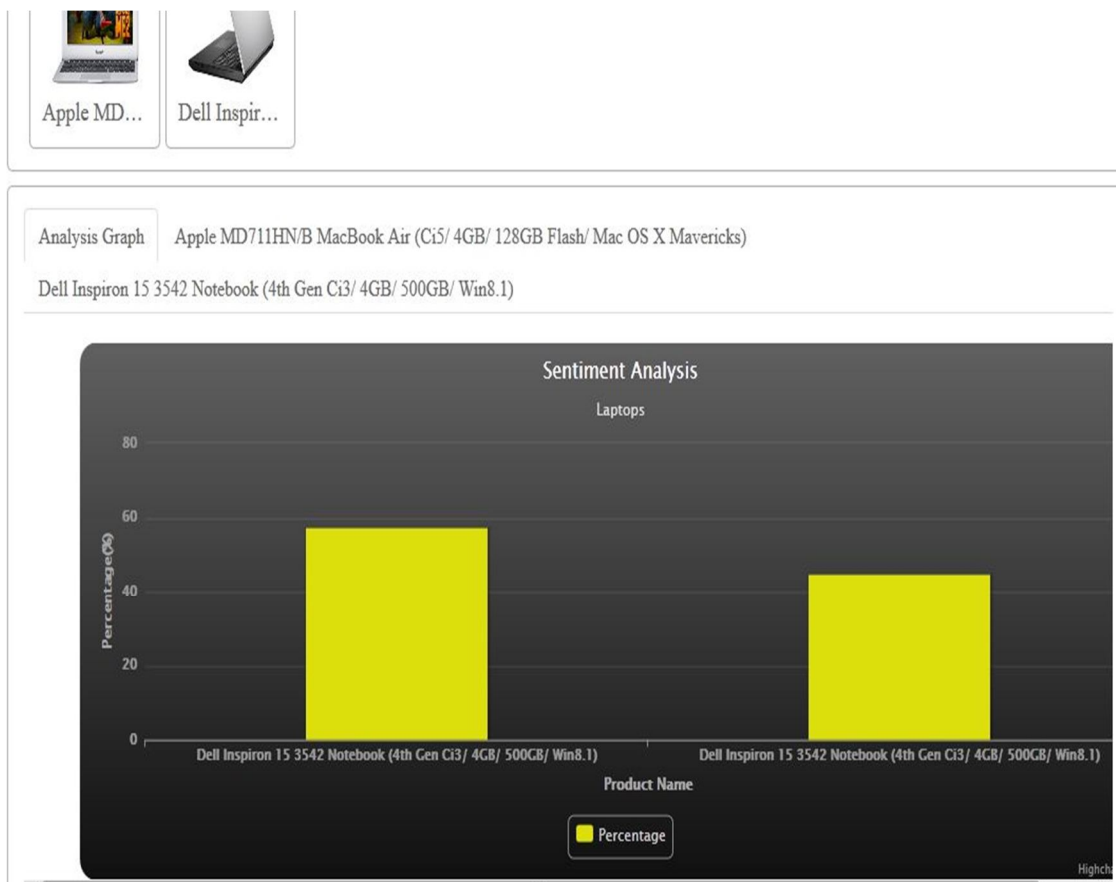 Apple MD...
Dell Inspir...
Analysis Graph
Apple MD711HN/B MacBook Air (Ci5/ 4GB/ 128GB Flash/ Mac OS X Mavericks)
Dell Inspiron 15 3542 Notebook (4th Gen Ci3/ 4GB/ 500GB/ Win8.1)
Sentiment Analysis
Laptops
80
60
40
20
0
Percentage(%)
Dell Inspiron 15 3542 Notebook (4th Gen Ci3/ 4GB/ 500GB/ Win8.1)
Dell Inspiron 15 3542 Notebook (4th Gen Ci3/ 4GB/ 500GB/ Win8.1)
Product Name
Percentage